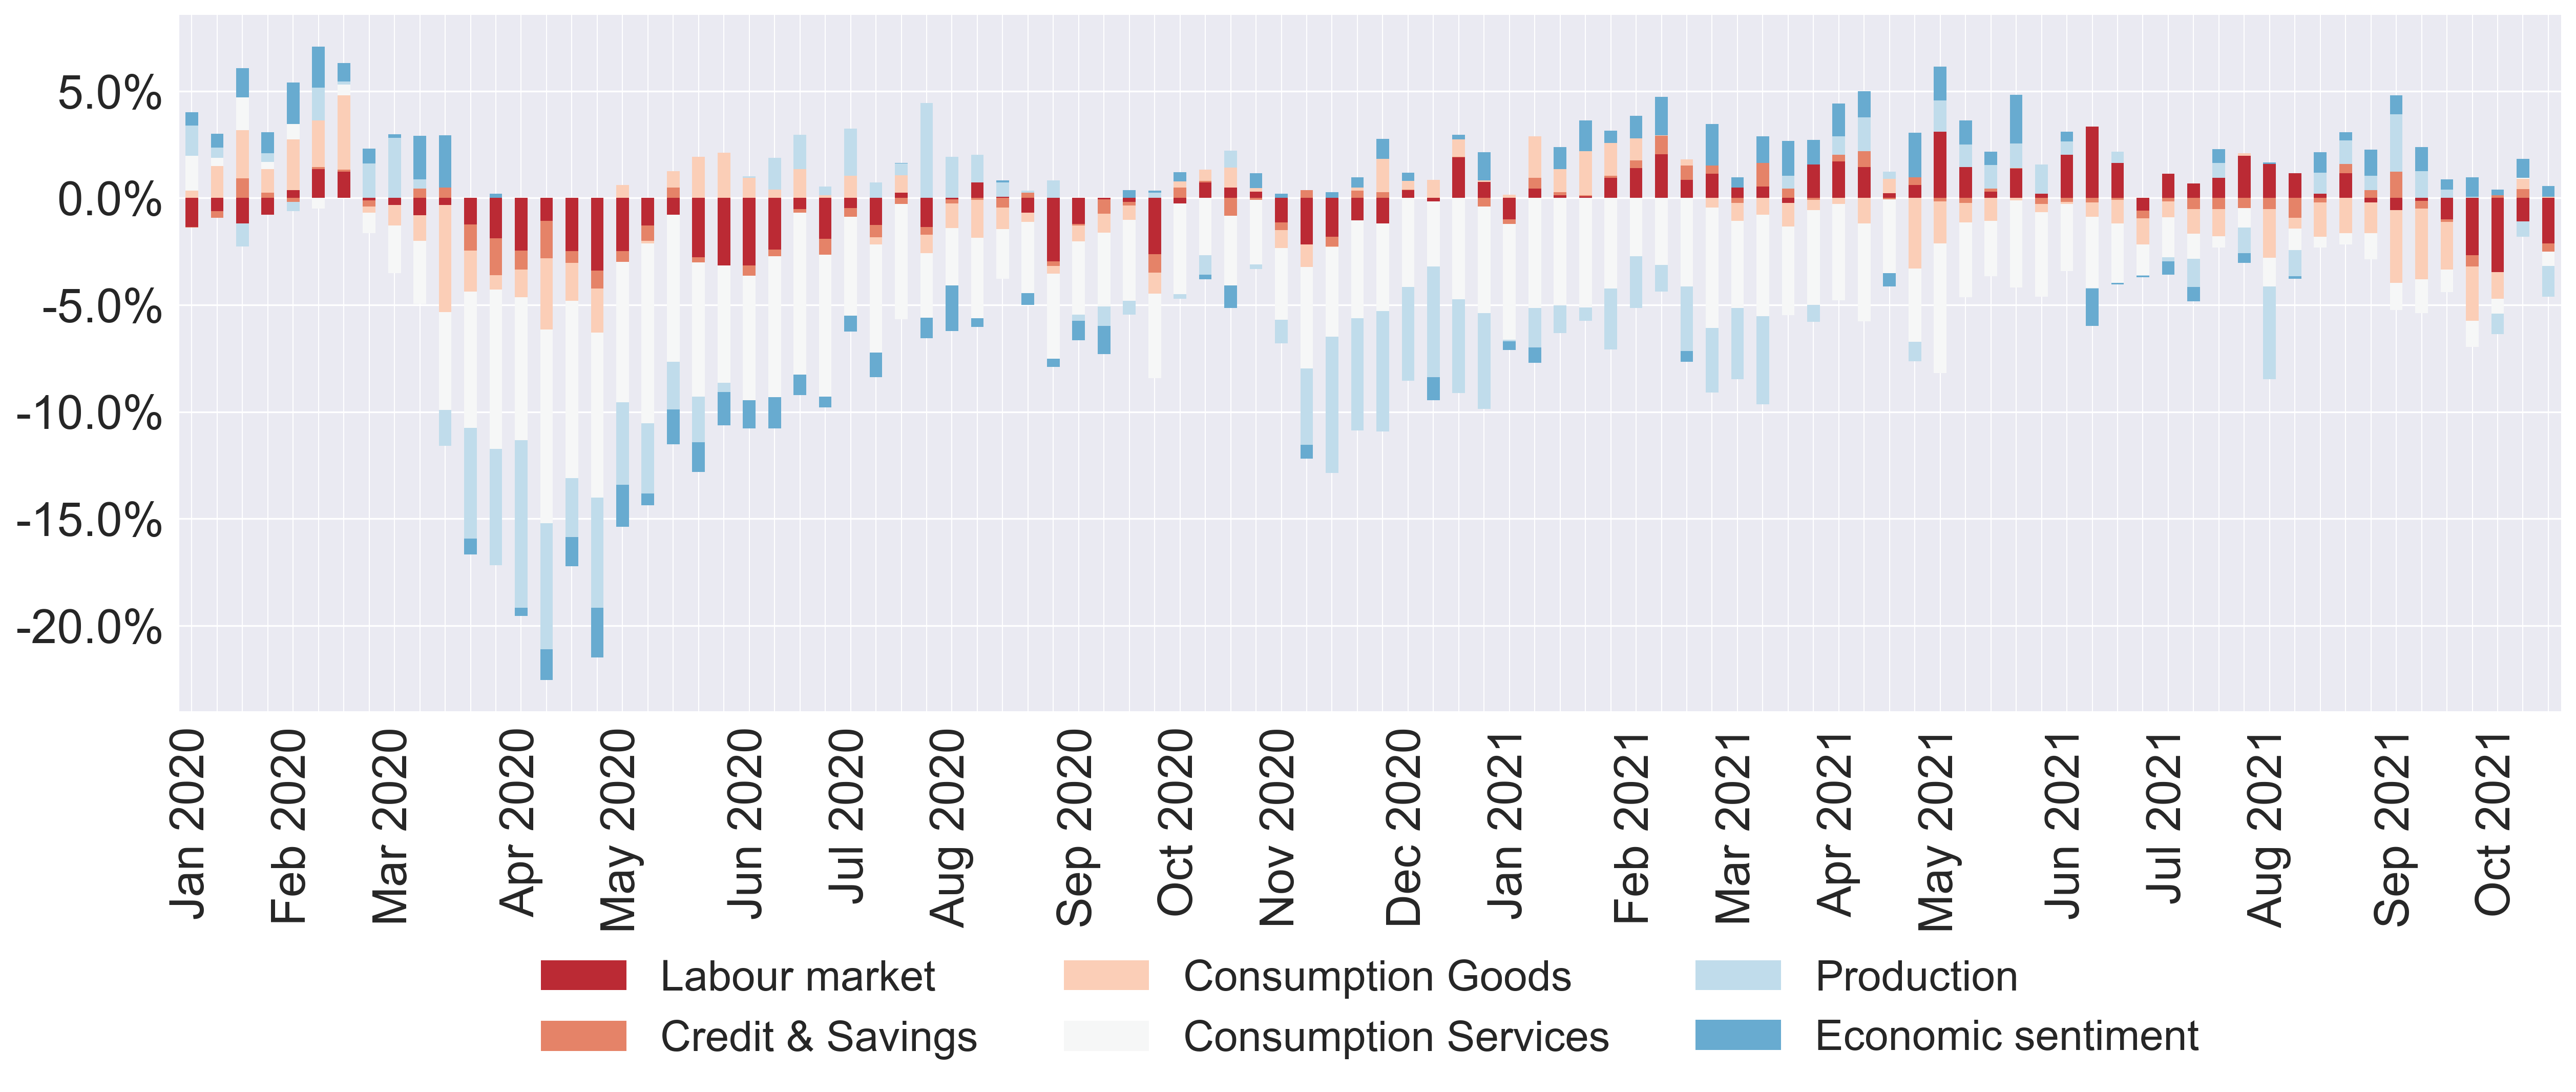 5.0%
0.0%
-5.0%
-10.0%
-15.0%
-20.0%
Jan 2020
Feb 2020
Mar 2020
Apr 2020
May 2020
Jun 2020
Jul 2020
Aug 2020
Sep 2020
Oct 2020
Nov 2020
Dec 2020
Jan 2021
Feb 2021
Mar 2021
Apr 2021
May 2021
Jun 2021
Jul 2021
Aug 2021
Sep 2021
Oct 2021
Labour market
Consumption Goods
Production
Credit & Savings
Consumption Services
Economic sentiment